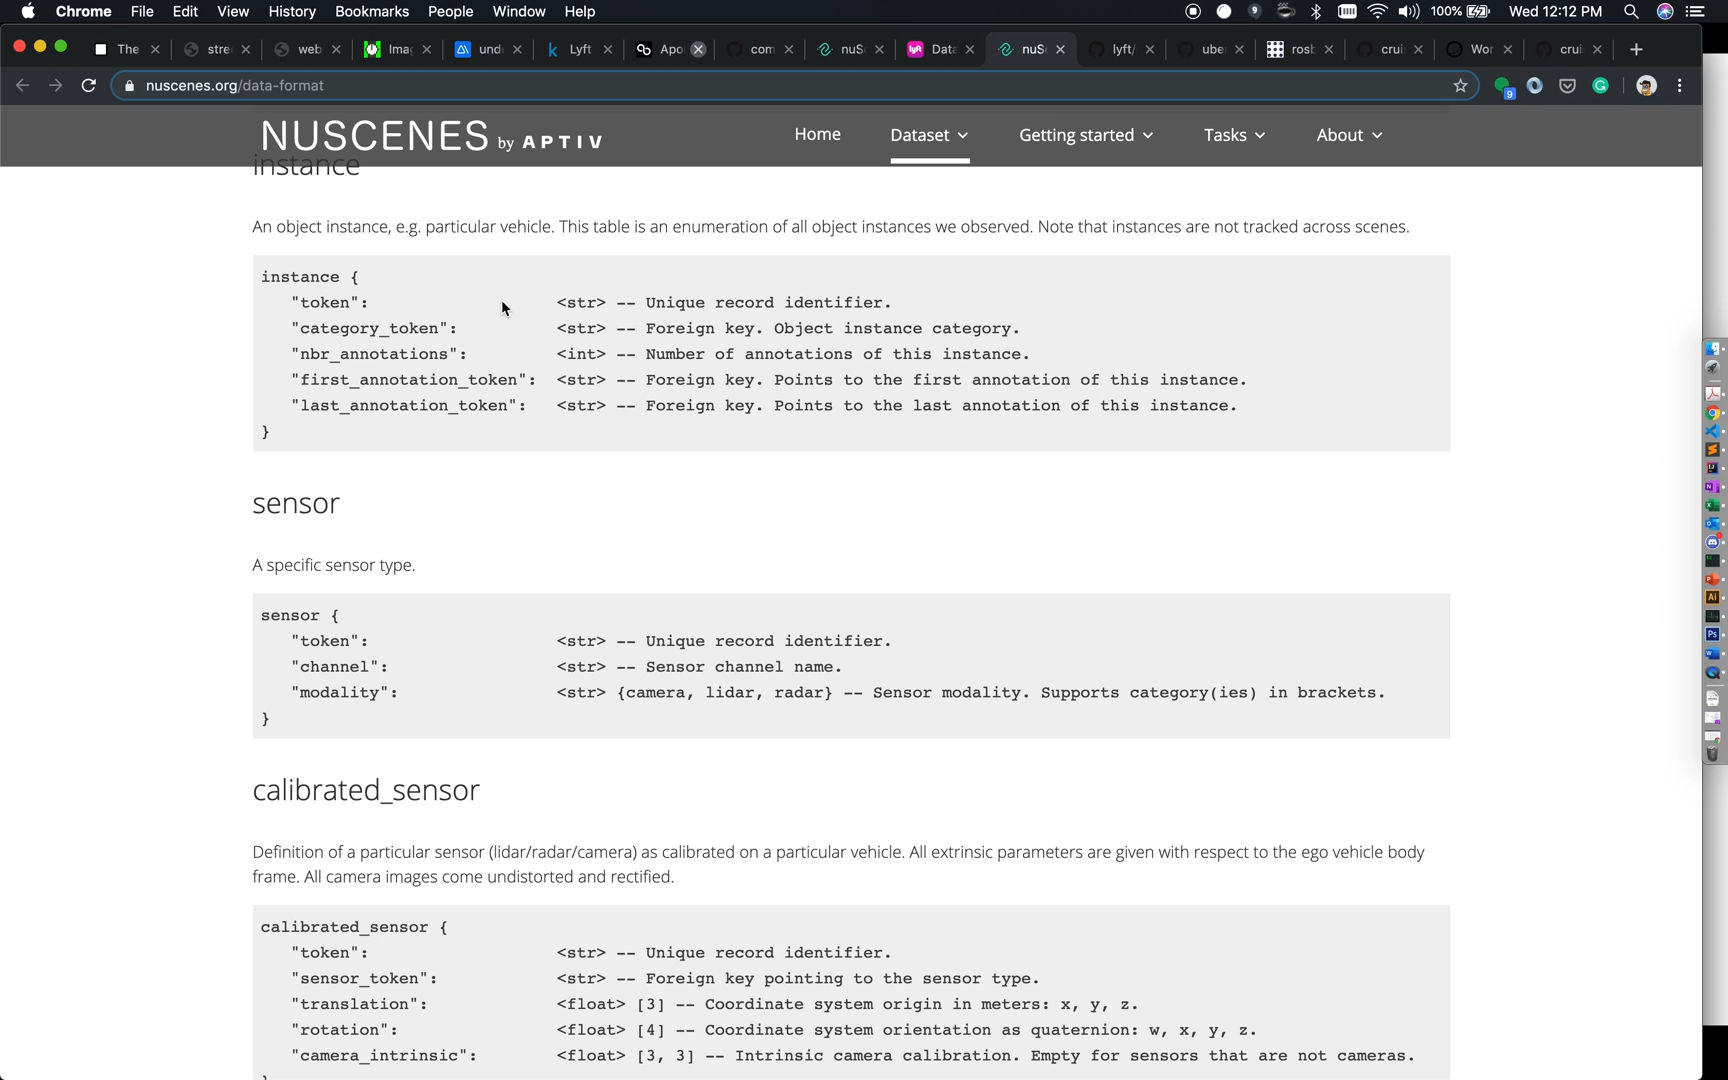 Chrome File Edit View History Bookmarks People Window Help 9 100% Wed 12:12 PM
The stre web Imag und Lyft Apo com nuSc Data nuSc lyft/ uber rosb crui Wor crui
nuscenes.org/data-format 9
NUSCENES by APTIV Home Dataset Getting started Tasks About
instance
An object instance, e.g. particular vehicle. This table is an enumeration of all object instances we observed. Note that instances are not tracked across scenes.
instance {
"token": <str> -- Unique record identifier.
"category_token": <str> -- Foreign key. Object instance category.
"nbr_annotations": <int> -- Number of annotations of this instance.
"first_annotation_token": <str> -- Foreign key. Points to the first annotation of this instance.
"last_annotation_token": <str> -- Foreign key. Points to the last annotation of this instance.
}
sensor
A specific sensor type.
sensor {
"token": <str> -- Unique record identifier.
"channel": <str> -- Sensor channel name.
"modality": <str> {camera, lidar, radar} -- Sensor modality. Supports category(ies) in brackets.
}
calibrated_sensor
Definition of a particular sensor (lidar/radar/camera) as calibrated on a particular vehicle. All extrinsic parameters are given with respect to the ego vehicle body
frame. All camera images come undistorted and rectified.
calibrated_sensor {
"token": <str> -- Unique record identifier.
"sensor_token": <str> -- Foreign key pointing to the sensor type.
"translation": <float> [3] -- Coordinate system origin in meters: x, y, z.
"rotation": <float> [4] -- Coordinate system orientation as quaternion: w, x, y, z.
"camera_intrinsic": <float> [3, 3] -- Intrinsic camera calibration. Empty for sensors that are not cameras.
Ai
Ps